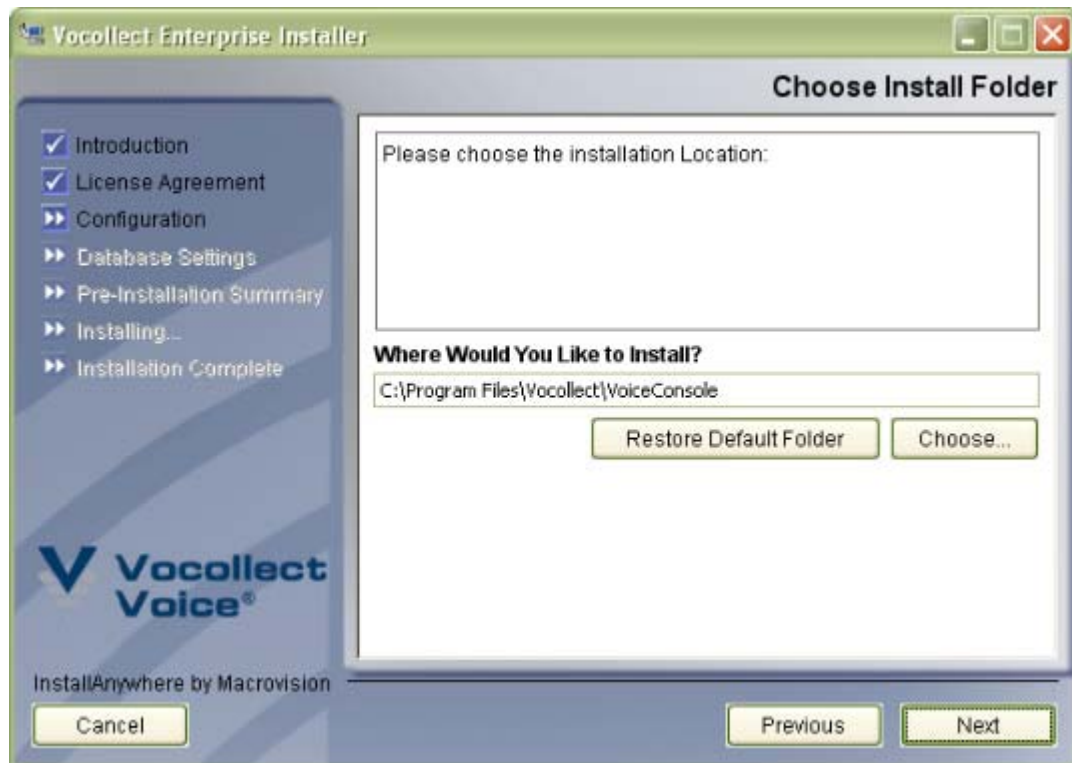 Vocollect Enterprise Installer
Choose Install Folder
Introduction
License Agreement
Configuration
Database Settings
Pre-Installation Summary
Installing...
Installation Complete
Please choose the installation Location:
Where Would You Like to Install?
C:\Program Files\Vocollect\VoiceConsole
Restore Default Folder
Choose...
Vocollect
Voice®
InstallAnywhere by Macrovision
Cancel
Previous
Next